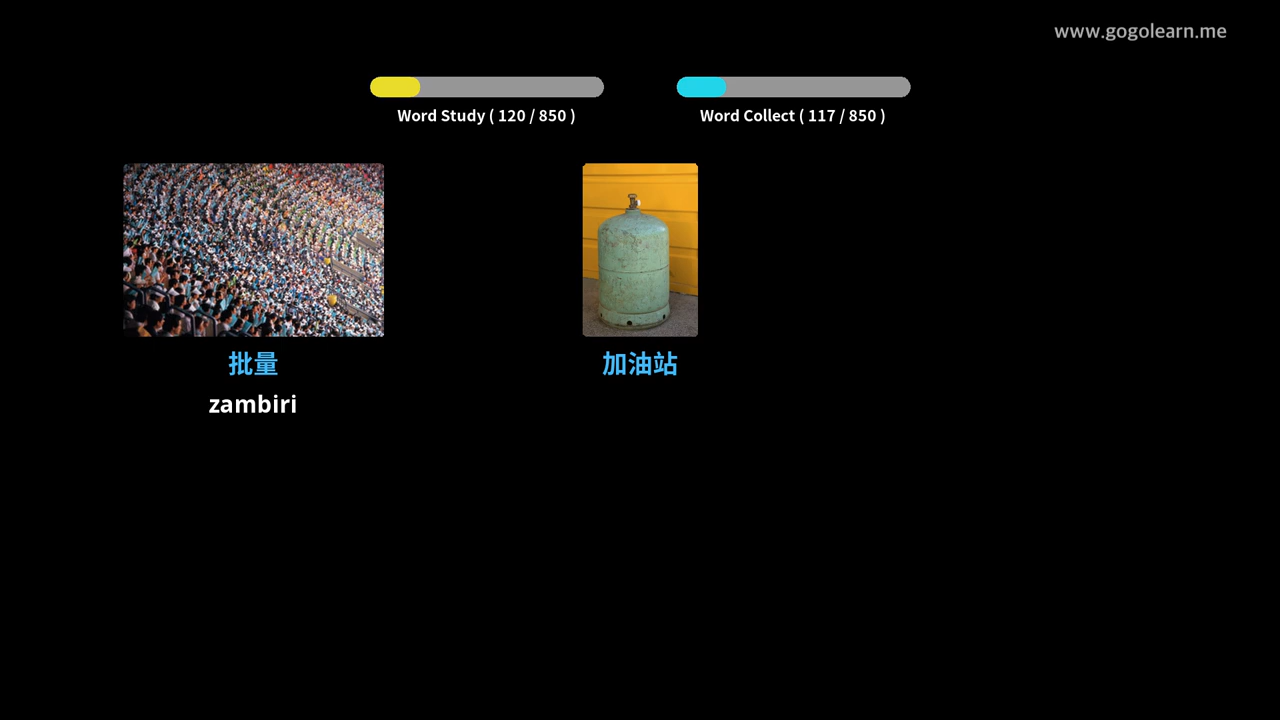 www.gogolearn.me
Word Study ( 120 / 850 )
Word Collect ( 117 / 850 )
批量
加油站
zambiri